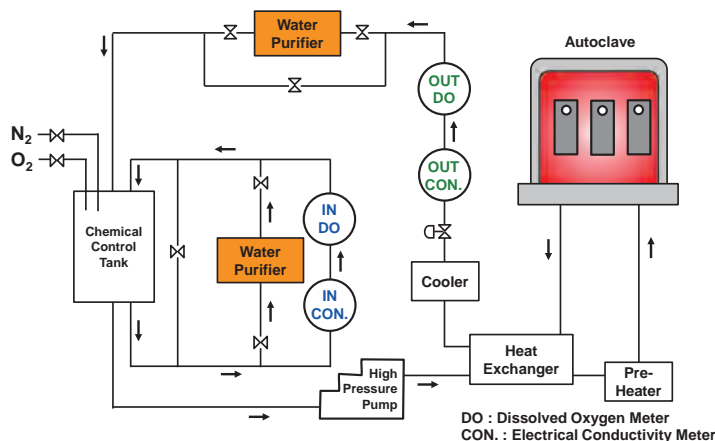 Water
Purifier
Autoclave
OUT
DO
N2
O2
OUT
CON.
Chemical
Control
Tank
IN
DO
Water
Purifier
IN
CON.
Cooler
High
Pressure
Pump
Heat
Exchanger
Pre-
Heater
DO : Dissolved Oxygen Meter
CON. : Electrical Conductivity Meter